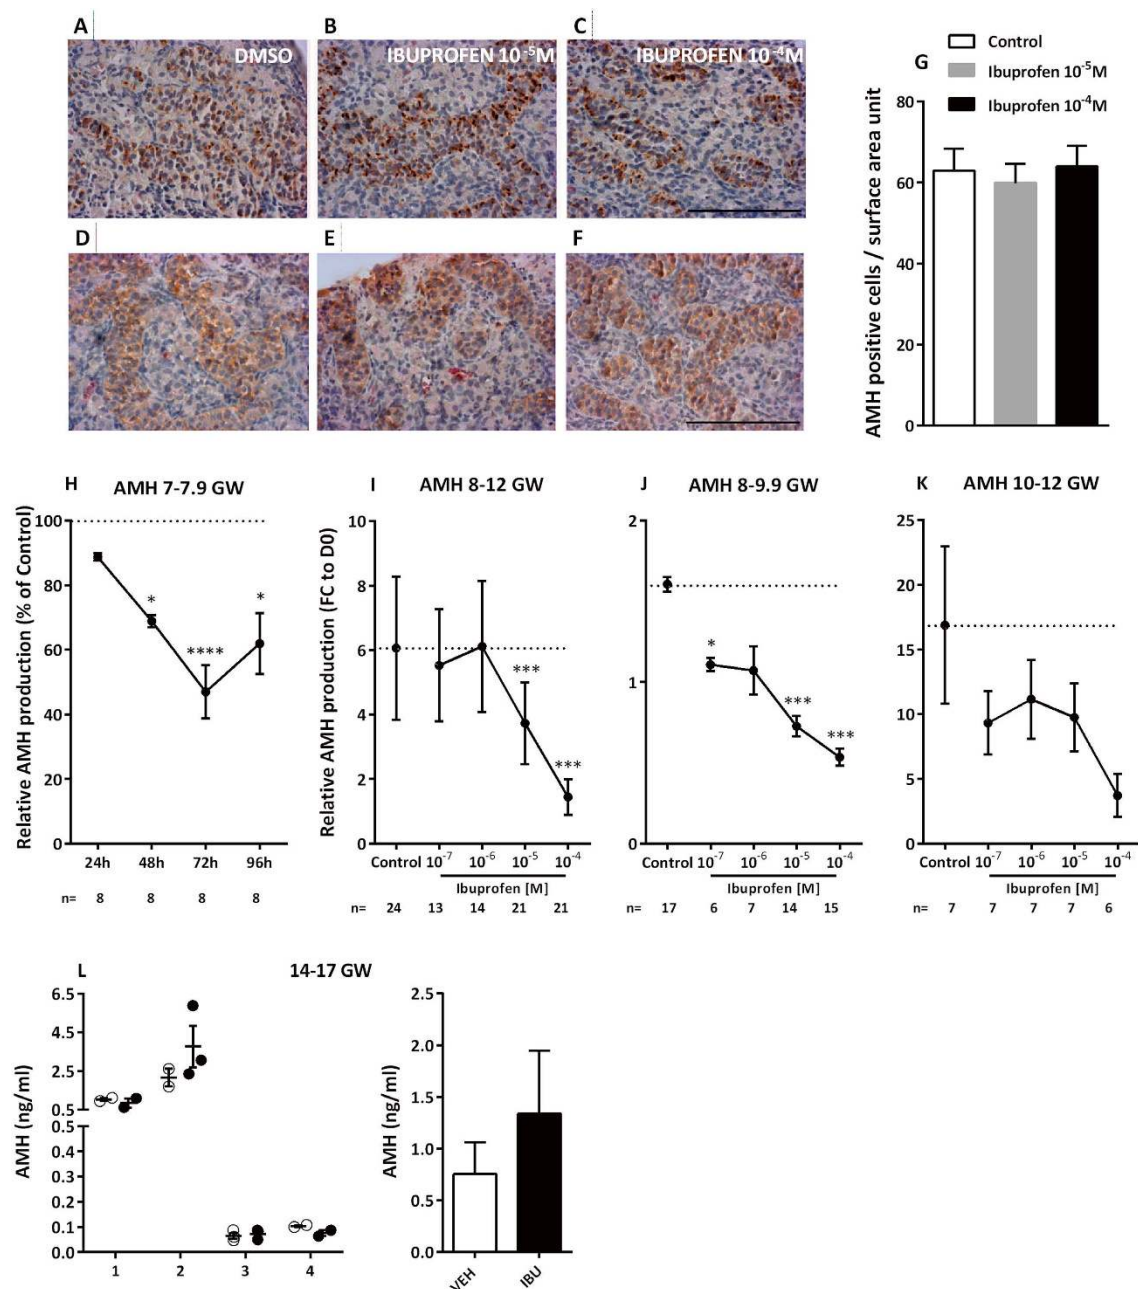 A
DMSO
B
IBUPROFEN 10⁻⁵M
C
IBUPROFEN 10⁻⁴M
D
E
F
G
Control
Ibuprofen 10⁻⁵M
Ibuprofen 10⁻⁴M
AMH positive cells / surface area unit
80
60
40
20
0
H AMH 7-7.9 GW
Relative AMH production (% of Control)
100
80
60
40
20
0
*
****
*
24h 48h 72h 96h
n= 8 8 8 8
I AMH 8-12 GW
Relative AMH production (FC to D0)
10
8
6
4
2
0
***
***
Control 10⁻⁷ 10⁻⁶ 10⁻⁵ 10⁻⁴
Ibuprofen [M]
n= 24 13 14 21 21
J AMH 8-9.9 GW
2
1
0
*
***
***
Control 10⁻⁷ 10⁻⁶ 10⁻⁵ 10⁻⁴
Ibuprofen [M]
n= 17 6 7 14 15
K AMH 10-12 GW
25
20
15
10
5
0
Control 10⁻⁷ 10⁻⁶ 10⁻⁵ 10⁻⁴
Ibuprofen [M]
n= 7 7 7 7 6
L 14-17 GW
AMH (ng/ml)
6.5
4.5
2.5
0.5
0.5
0.4
0.3
0.2
0.1
0.0
1 2 3 4
AMH (ng/ml)
2.5
2.0
1.5
1.0
0.5
0.0
VEH IBU